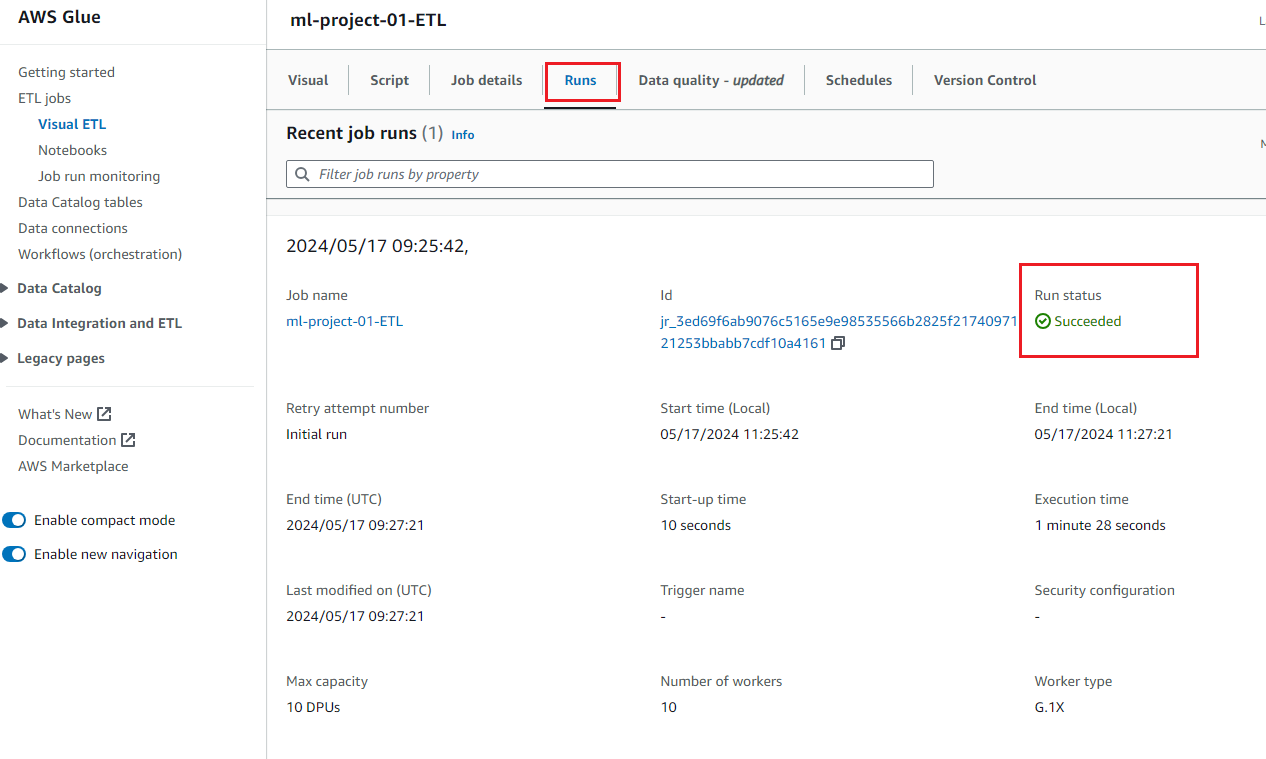 AWS Glue
Getting started
ETL jobs
Visual ETL
Notebooks
Job run monitoring
Data Catalog tables
Data connections
Workflows (orchestration)
Data Catalog
Data Integration and ETL
Legacy pages
What's New
Documentation
AWS Marketplace
Enable compact mode
Enable new navigation
ml-project-01-ETL
Visual Script Job details Runs Data quality - updated Schedules Version Control
Recent job runs (1) Info
Filter job runs by property
2024/05/17 09:25:42,
Job name
ml-project-01-ETL
Id
jr_3ed69f6ab9076c5165e9e98535566b2825f21740971
21253bbabb7cdf10a4161
Run status
Succeeded
Retry attempt number
Initial run
Start time (Local)
05/17/2024 11:25:42
End time (Local)
05/17/2024 11:27:21
End time (UTC)
2024/05/17 09:27:21
Start-up time
10 seconds
Execution time
1 minute 28 seconds
Last modified on (UTC)
2024/05/17 09:27:21
Trigger name
-
Security configuration
-
Max capacity
10 DPUs
Number of workers
10
Worker type
G.1X